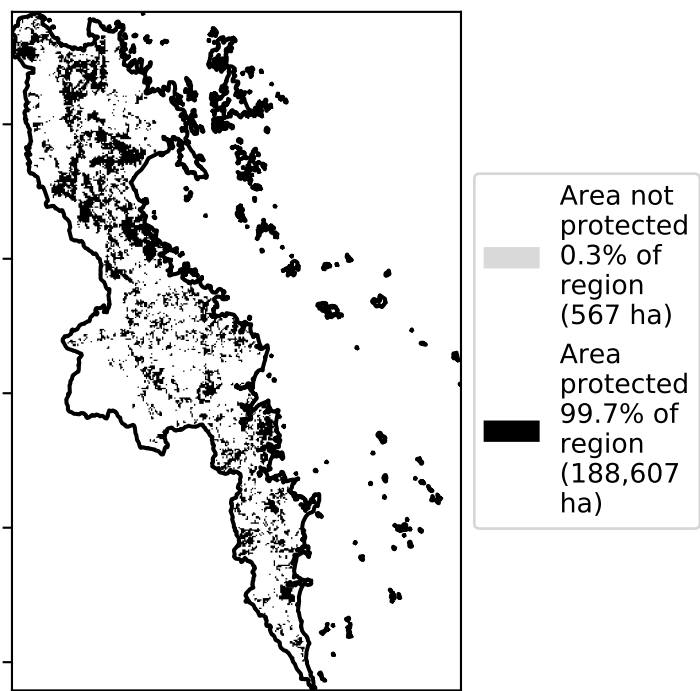 Area not
protected
0.3% of
region
(567 ha)
Area
protected
99.7% of
region
(188,607
ha)